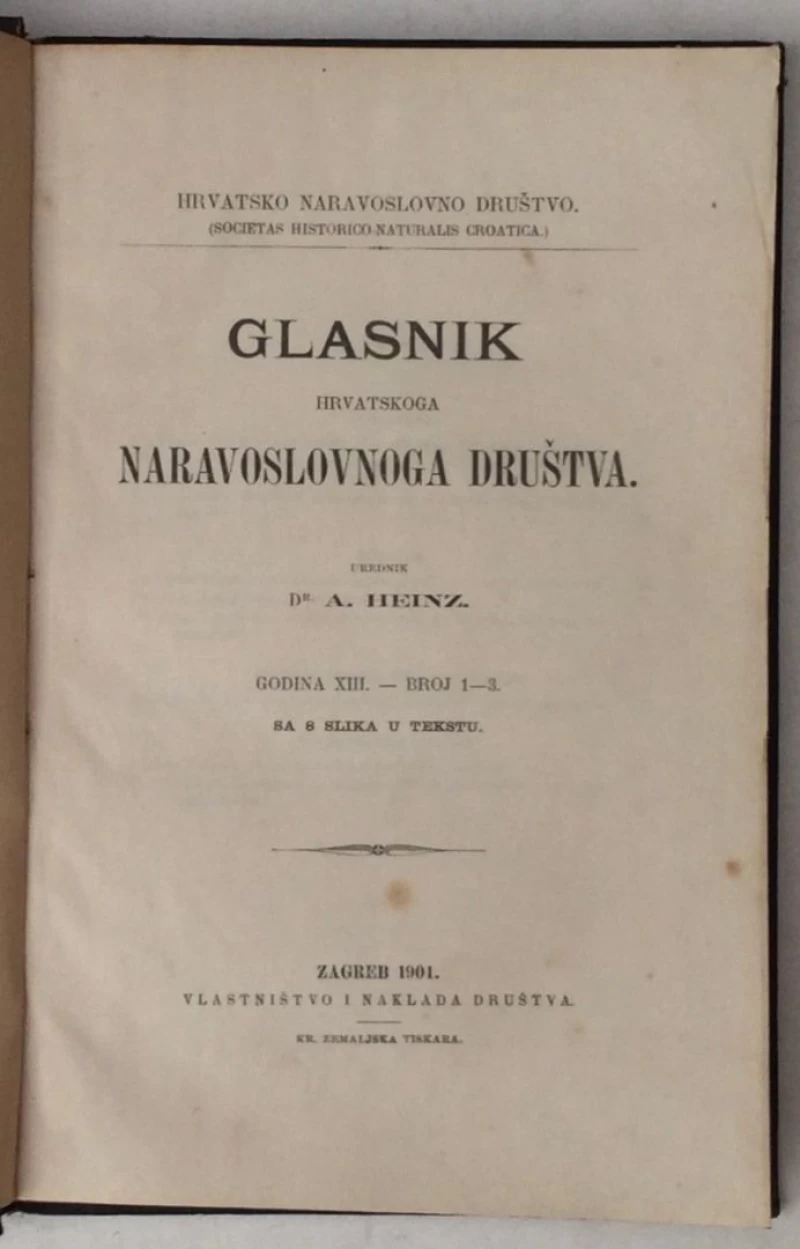 HRVATSKO NARAVOSLOVNO DRUŠTVO.
(SOCIETAS HISTORICO-NATURALIS CROATICA.)
GLASNIK
HRVATSKOGA
NARAVOSLOVNOGA DRUŠTVA.
UREDNIK
DR A. HEINZ.
GODINA XIII. — BROJ 1—3.
SA 8 SLIKA U TEKSTU.
ZAGREB 1901.
VLASTNIŠTVO I NAKLADA DRUŠTVA.
KR. ZEMALJSKA TISKARA.